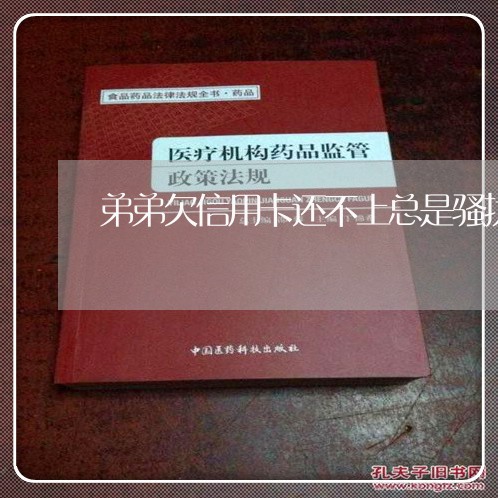 食品药品法律法规全书·药品
医疗机构药品监管
政策法规
弟弟欠信用卡还不上总是骚
中国医药科技出版社
孔夫子旧书网
www.kongfz.com